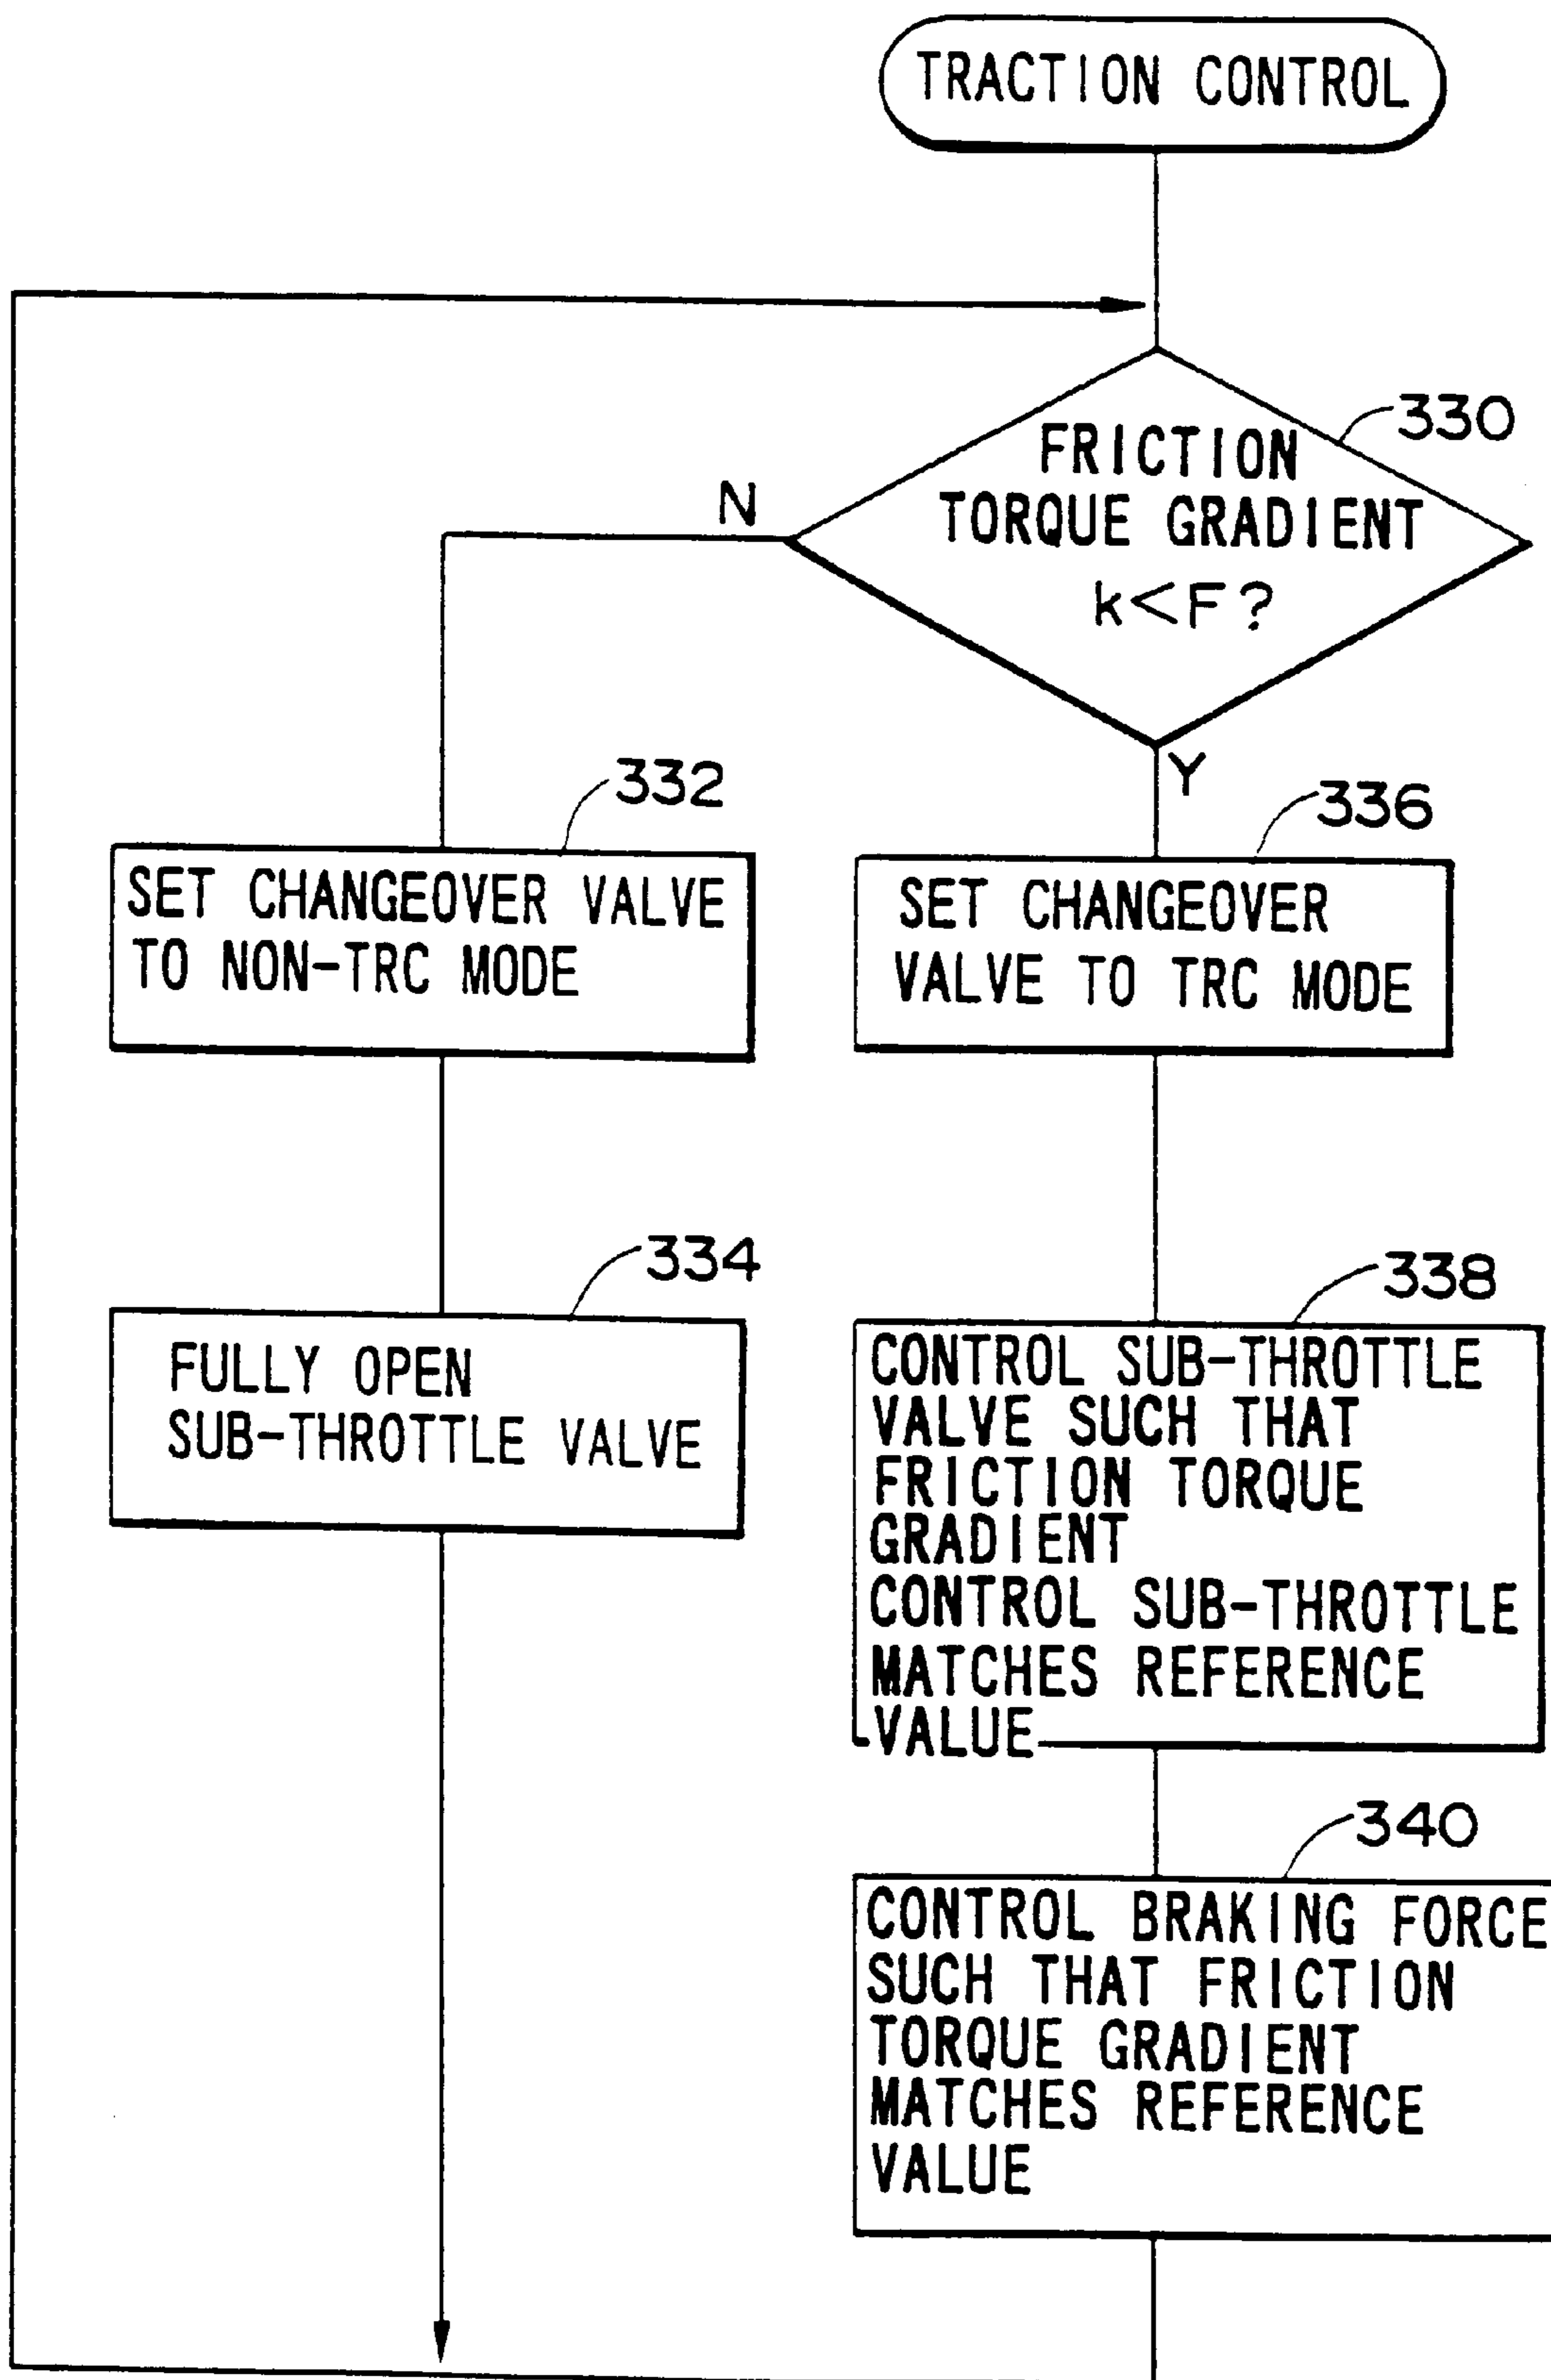 TRACTION CONTROL
330
FRICTION
TORQUE GRADIENT
k<F?
N
Y
332
SET CHANGEOVER VALVE
TO NON-TRC MODE
336
SET CHANGEOVER
VALVE TO TRC MODE
334
FULLY OPEN
SUB-THROTTLE VALVE
338
CONTROL SUB-THROTTLE
VALVE SUCH THAT
FRICTION TORQUE
GRADIENT
CONTROL SUB-THROTTLE
MATCHES REFERENCE
VALUE
340
CONTROL BRAKING FORCE
SUCH THAT FRICTION
TORQUE GRADIENT
MATCHES REFERENCE
VALUE